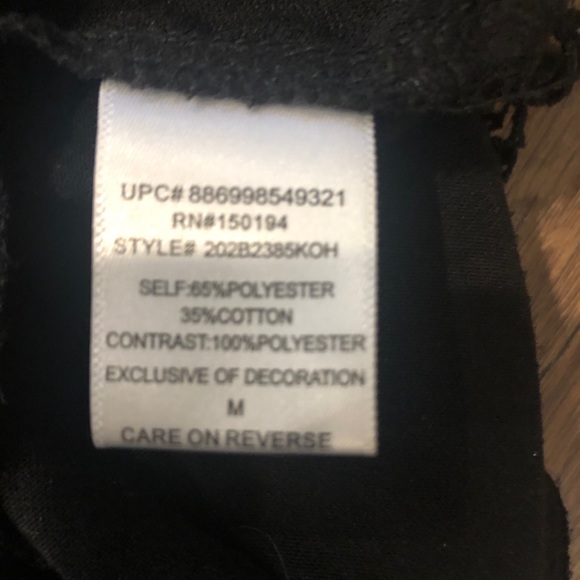 UPC# 886998549321
RN#150194
STYLE# 202B2385KOH
SELF:65%POLYESTER
35%COTTON
CONTRAST:100%POLYESTER
EXCLUSIVE OF DECORATION
M
CARE ON REVERSE